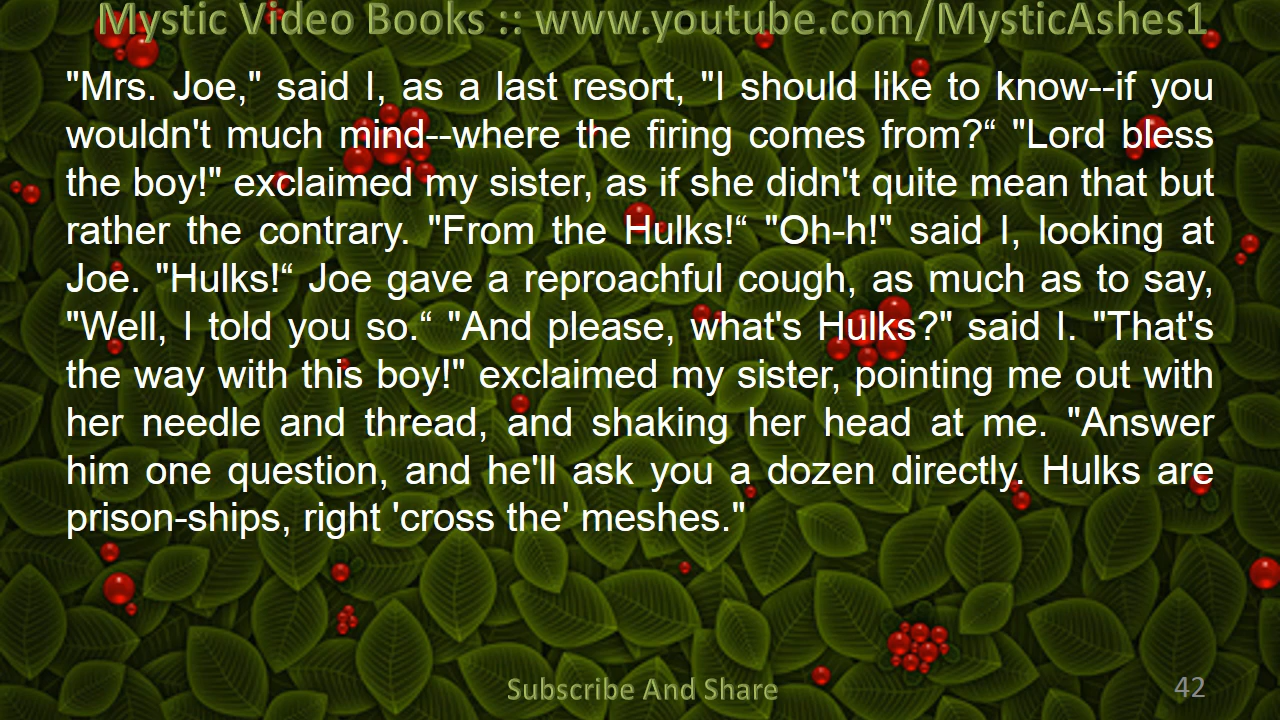 Mystic Video Books :: www.youtube.com/MysticAshes1
"Mrs. Joe," said I, as a last resort, "I should like to know--if you
wouldn't much mind--where the firing comes from?“ "Lord bless
the boy!" exclaimed my sister, as if she didn't quite mean that but
rather the contrary. "From the Hulks!“ "Oh-h!" said I, looking at
Joe. "Hulks!“ Joe gave a reproachful cough, as much as to say,
"Well, I told you so.“ "And please, what's Hulks?" said I. "That's
the way with this boy!" exclaimed my sister, pointing me out with
her needle and thread, and shaking her head at me. "Answer
him one question, and he'll ask you a dozen directly. Hulks are
prison-ships, right 'cross the' meshes."
Subscribe And Share
42